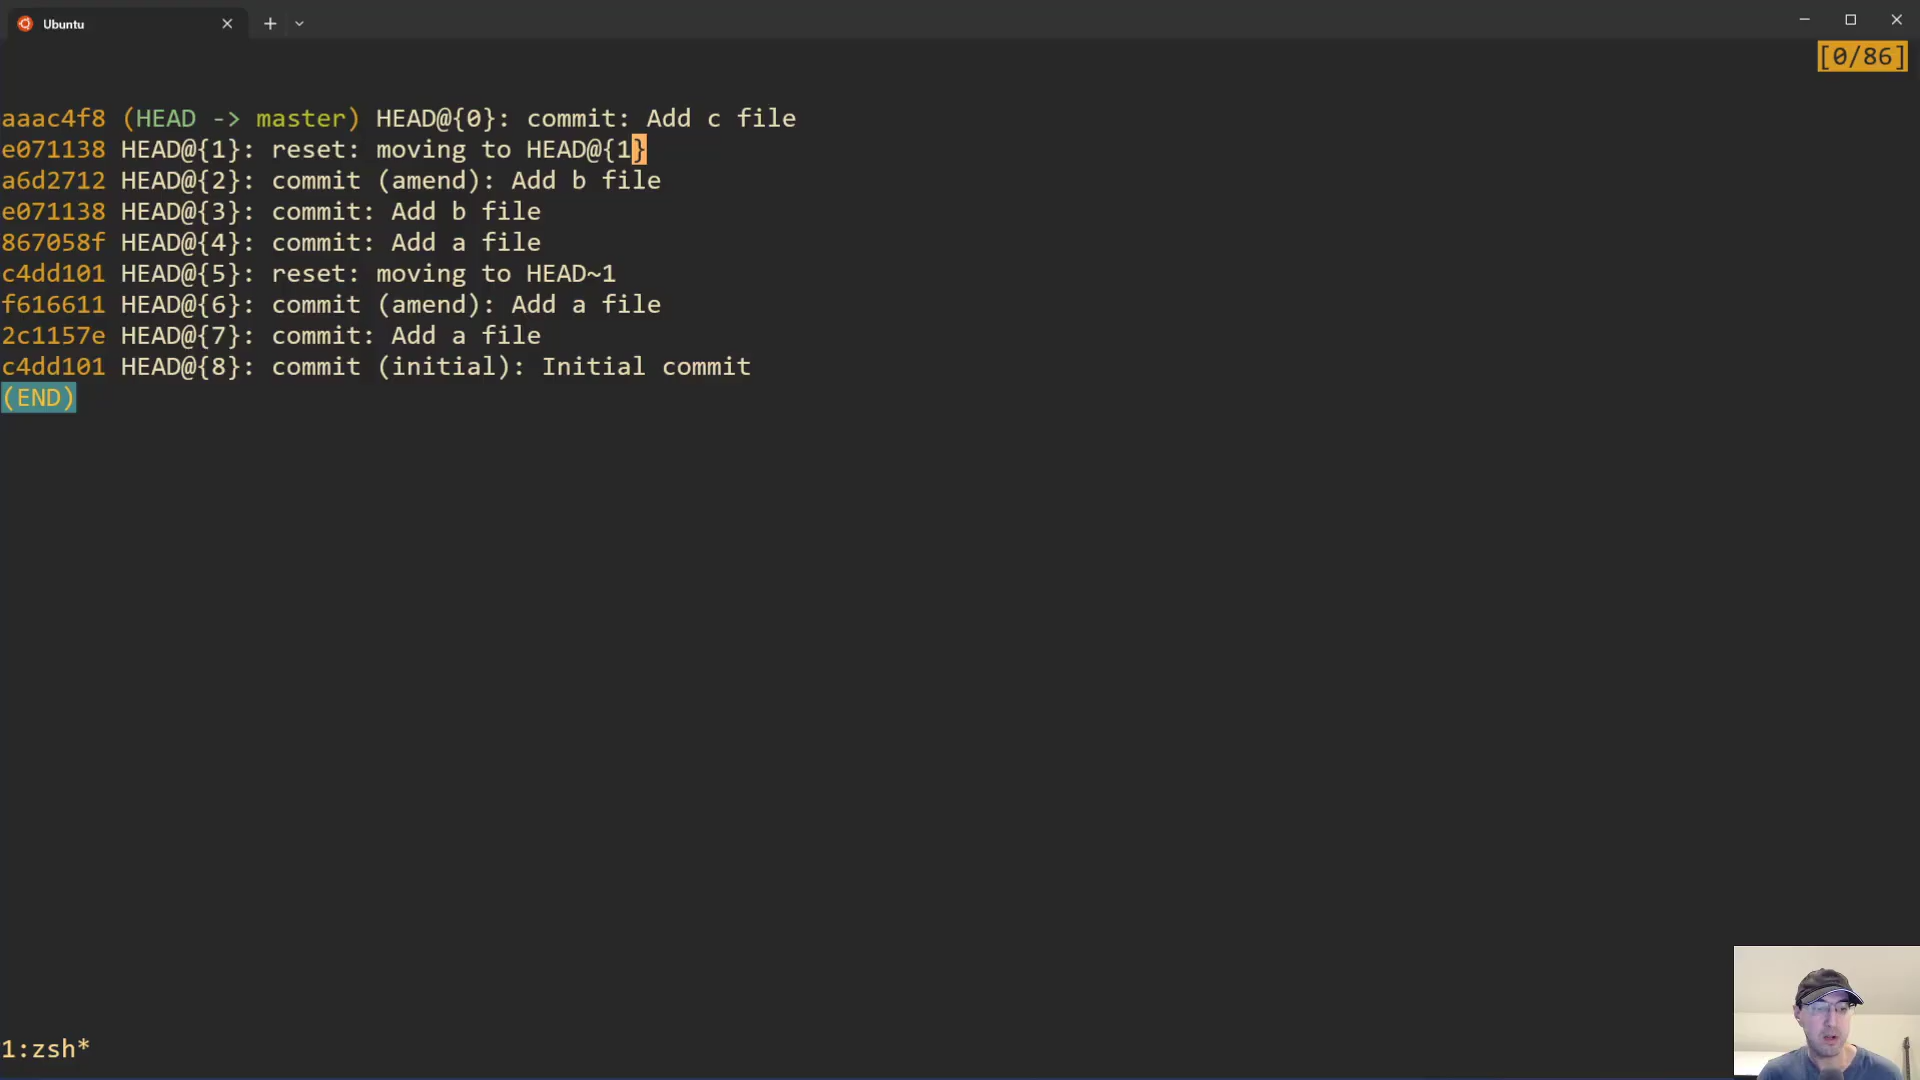 Ubuntu
[0/86]
aaac4f8 (HEAD -> master) HEAD@{0}: commit: Add c file
e071138 HEAD@{1}: reset: moving to HEAD@{1}
a6d2712 HEAD@{2}: commit (amend): Add b file
e071138 HEAD@{3}: commit: Add b file
867058f HEAD@{4}: commit: Add a file
c4dd101 HEAD@{5}: reset: moving to HEAD~1
f616611 HEAD@{6}: commit (amend): Add a file
2c1157e HEAD@{7}: commit: Add a file
c4dd101 HEAD@{8}: commit (initial): Initial commit
(END)
1:zsh*